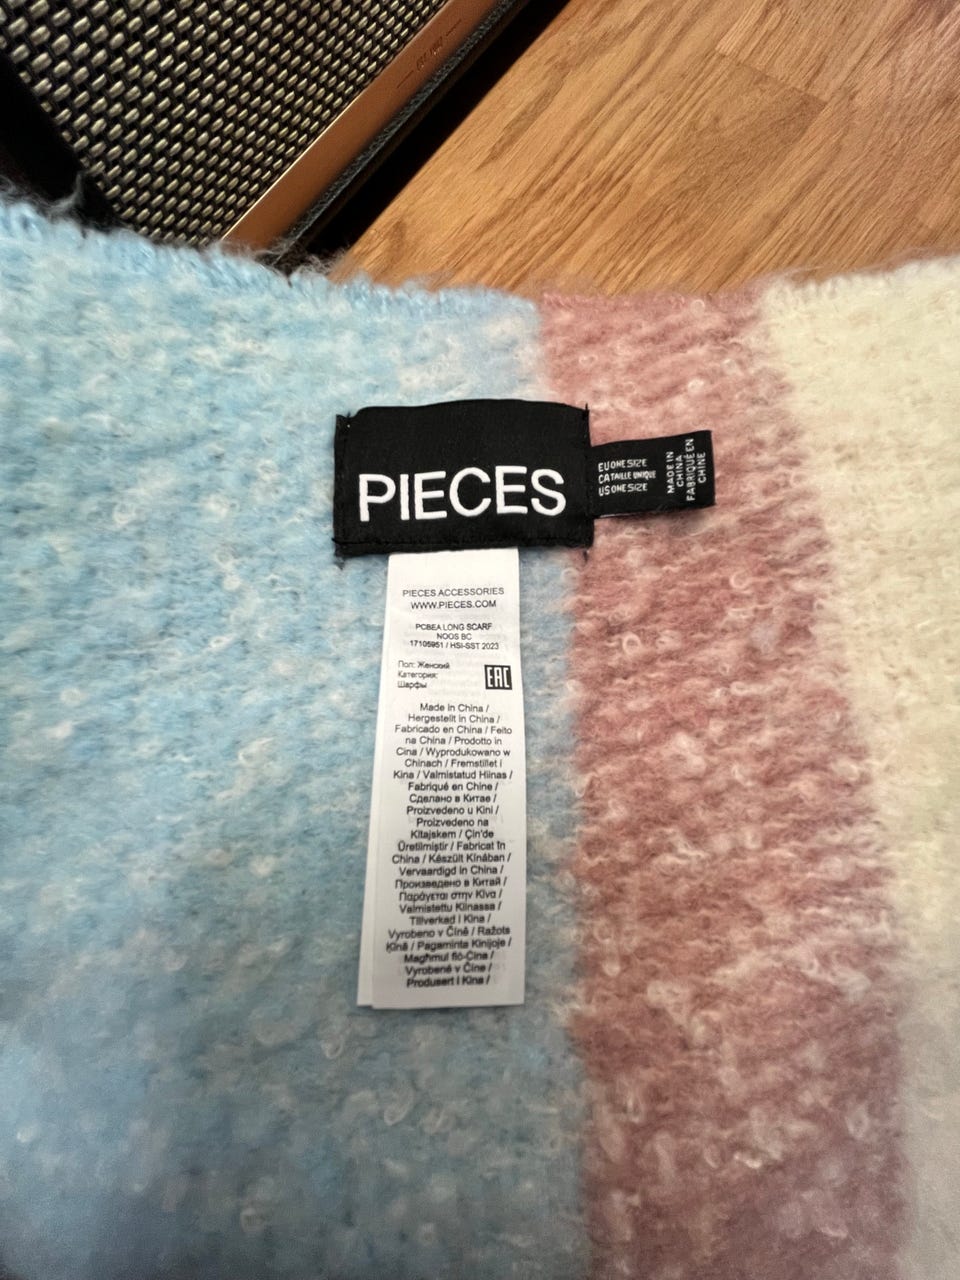 PIECES
EU ONE SIZE
CA TAILLE UNIQUE
US ONE SIZE
MADE IN
CHINA
FABRIQUÉ EN
CHINE
PIECES ACCESSORIES
WWW.PIECES.COM
PCBEA LONG SCARF
NOOS BC
17105951 / HSI-SST 2023
Пол: Женский
Категория:
Шарфы
EAC
Made in China /
Hergestellt in China /
Fabricado en China / Feito
na China / Prodotto in
Cina / Wyprodukowano w
Chinach / Fremstillet i
Kina / Valmistatud Hiinas /
Fabriqué en Chine /
Сделано в Китае /
Proizvedeno u Kini /
Proizvedeno na
Kitajskem / Çin'de
Üretilmiştir / Fabricat în
China / Készült Kínában /
Vervaardigd in China /
Произведено в Китай /
Παράγεται στην Κίνα /
Valmistettu Kiinassa /
Tillverkad i Kina /
Vyrobeno v Číně / Ražots
Ķīnā / Pagaminta Kinijoje /
Magħmul fiċ-Ċina /
Vyrobené v Číne /
Produsert i Kina /